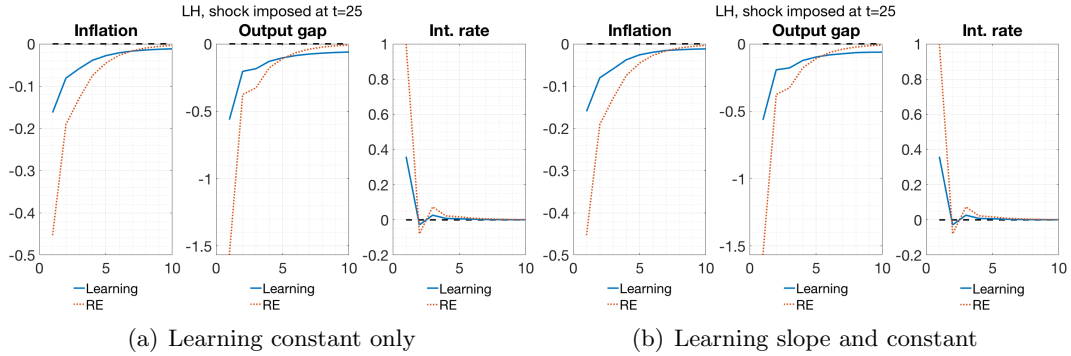 LH, shock imposed at t=25
Inflation Output gap Int. rate
0
-0.1
-0.2
-0.3
-0.4
-0.5
0 5 10
0
-0.5
-1
-1.5
0 5 10
1
0.8
0.6
0.4
0.2
0
-0.2
0 5 10
Learning Learning Learning
RE RE RE
(a) Learning constant only
LH, shock imposed at t=25
Inflation Output gap Int. rate
0
-0.1
-0.2
-0.3
-0.4
-0.5
0 5 10
0
-0.5
-1
-1.5
0 5 10
1
0.8
0.6
0.4
0.2
0
-0.2
0 5 10
Learning Learning Learning
RE RE RE
(b) Learning slope and constant